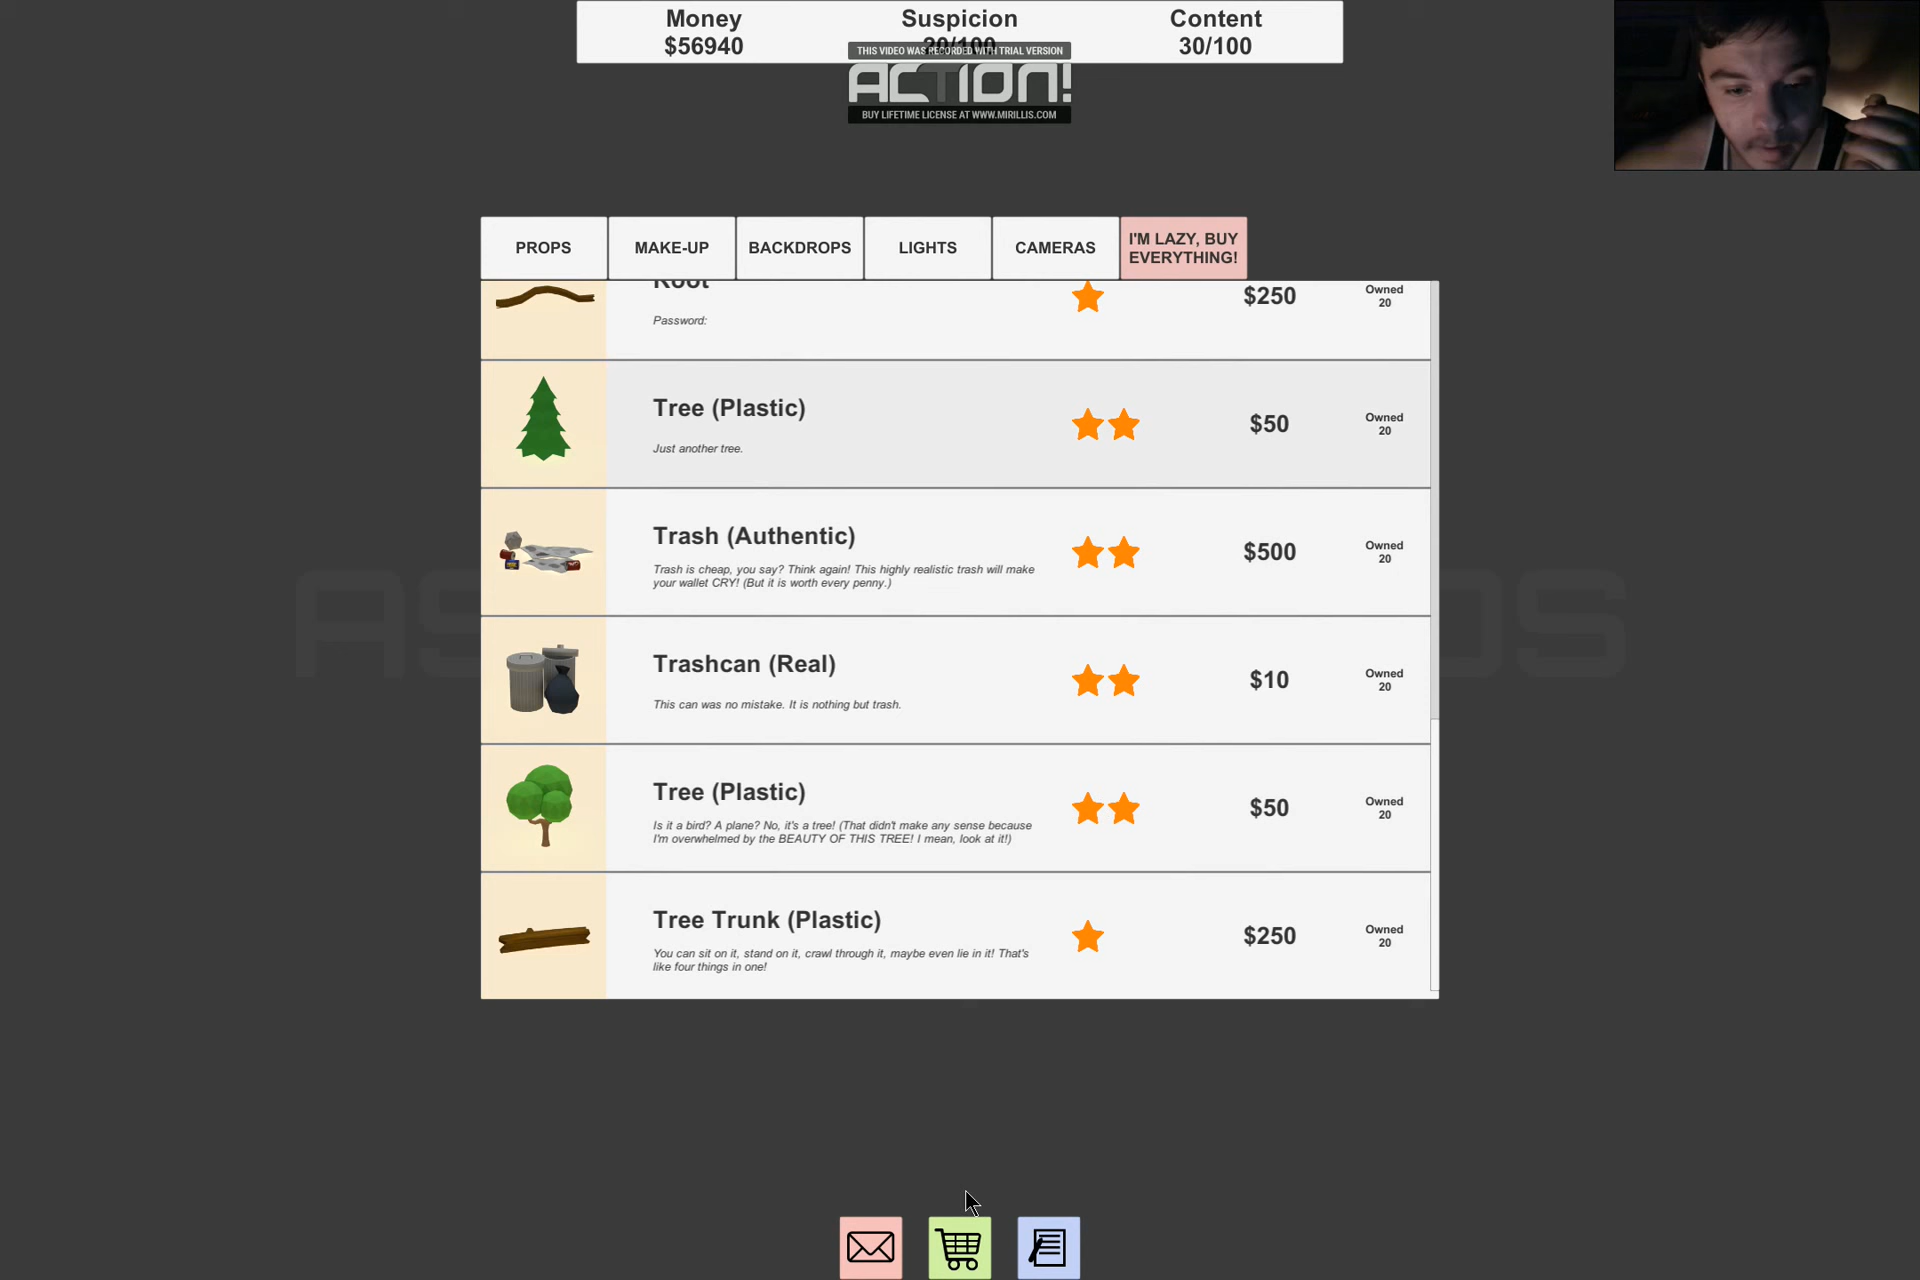 Money
$56940
Suspicion
20/100
Content
30/100
THIS VIDEO WAS RECORDED WITH TRIAL VERSION
ACTION!
BUY LIFETIME LICENSE AT WWW.MIRILLIS.COM
PROPS
MAKE-UP
BACKDROPS
LIGHTS
CAMERAS
I'M LAZY, BUY
EVERYTHING!
Root
Password:
$250
Owned
20
Tree (Plastic)
Just another tree.
$50
Owned
20
Trash (Authentic)
Trash is cheap, you say? Think again! This highly realistic trash will make
your wallet CRY! (But it is worth every penny.)
$500
Owned
20
Trashcan (Real)
This can was no mistake. It is nothing but trash.
$10
Owned
20
Tree (Plastic)
Is it a bird? A plane? No, it's a tree! (That didn't make any sense because
I'm overwhelmed by the BEAUTY OF THIS TREE! I mean, look at it!)
$50
Owned
20
Tree Trunk (Plastic)
You can sit on it, stand on it, crawl through it, maybe even lie in it! That's
like four things in one!
$250
Owned
20